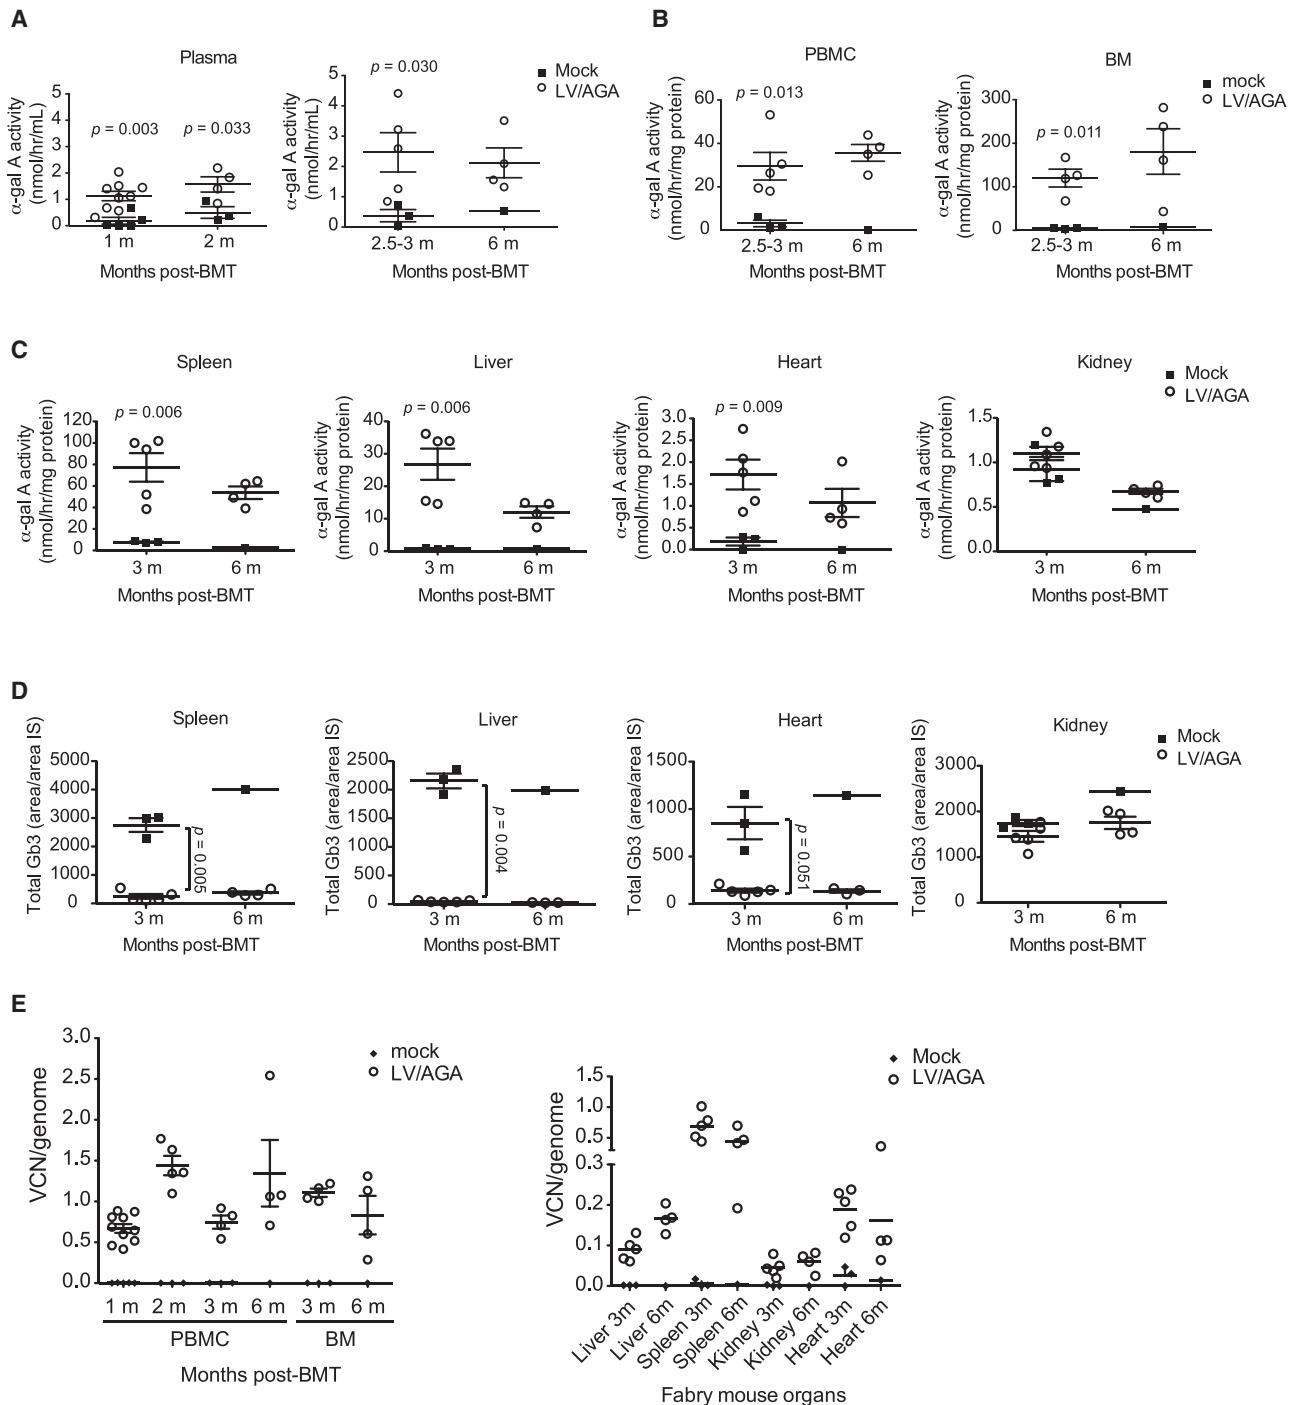 A
Plasma
α-gal A activity
(nmol/hr/mL)
5
4
3
2
1
0
p = 0.003
p = 0.033
1 m
2 m
Months post-BMT
α-gal A activity
(nmol/hr/mL)
5
4
3
2
1
0
p = 0.030
2.5-3 m
6 m
Months post-BMT
Mock
LV/AGA
B
PBMC
α-gal A activity
(nmol/hr/mg protein)
60
40
20
0
p = 0.013
2.5-3 m
6 m
Months post-BMT
BM
α-gal A activity
(nmol/hr/mg protein)
300
200
100
0
p = 0.011
2.5-3 m
6 m
Months post-BMT
mock
LV/AGA
C
Spleen
α-gal A activity
(nmol/hr/mg protein)
120
100
80
60
40
20
0
p = 0.006
3 m
6 m
Months post-BMT
Liver
α-gal A activity
(nmol/hr/mg protein)
40
30
20
10
0
p = 0.006
3 m
6 m
Months post-BMT
Heart
α-gal A activity
(nmol/hr/mg protein)
3.0
2.5
2.0
1.5
1.0
0.5
0.0
p = 0.009
3 m
6 m
Months post-BMT
Kidney
α-gal A activity
(nmol/hr/mg protein)
1.5
1.0
0.5
0.0
3 m
6 m
Months post-BMT
Mock
LV/AGA
D
Spleen
Total Gb3 (area/area IS)
5000
4000
3000
2000
1000
0
p = 0.005
3 m
6 m
Months post-BMT
Liver
Total Gb3 (area/area IS)
2500
2000
1500
1000
500
0
p = 0.004
3 m
6 m
Months post-BMT
Heart
Total Gb3 (area/area IS)
1500
1000
500
0
p = 0.051
3 m
6 m
Months post-BMT
Kidney
Total Gb3 (area/area IS)
3000
2000
1000
0
3 m
6 m
Months post-BMT
Mock
LV/AGA
E
VCN/genome
3.0
2.5
2.0
1.5
1.0
0.5
0.0
1 m
2 m
3 m
6 m
3 m
6 m
PBMC
BM
Months post-BMT
mock
LV/AGA
VCN/genome
1.5
1.0
0.5
0.3
0.2
0.1
0.0
Liver 3m
Liver 6m
Spleen 3m
Spleen 6m
Kidney 3m
Kidney 6m
Heart 3m
Heart 6m
Fabry mouse organs
Mock
LV/AGA